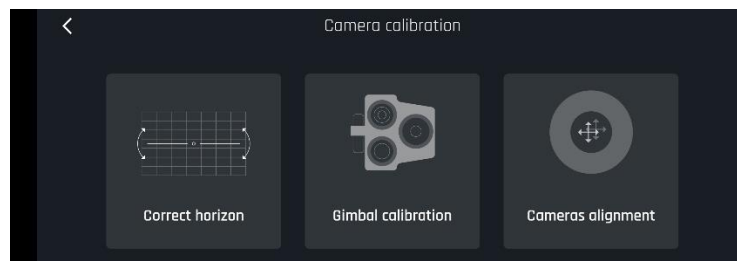 Camera calibration
Correct horizon
Gimbal calibration
Cameras alignment